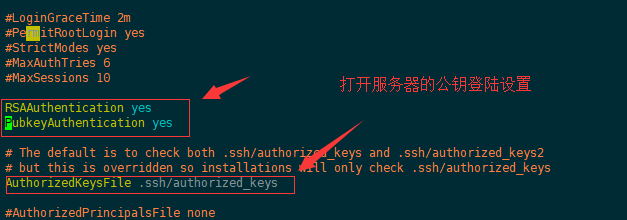 #LoginGraceTime 2m
#PermitRootLogin yes
#StrictModes yes
#MaxAuthTries 6
#MaxSessions 10
打开服务器的公钥登陆设置
RSAAuthentication yes
PubkeyAuthentication yes
# The default is to check both .ssh/authorized_keys and .ssh/authorized_keys2
# but this is overridden so installations will only check .ssh/authorized_keys
AuthorizedKeysFile .ssh/authorized_keys
#AuthorizedPrincipalsFile none